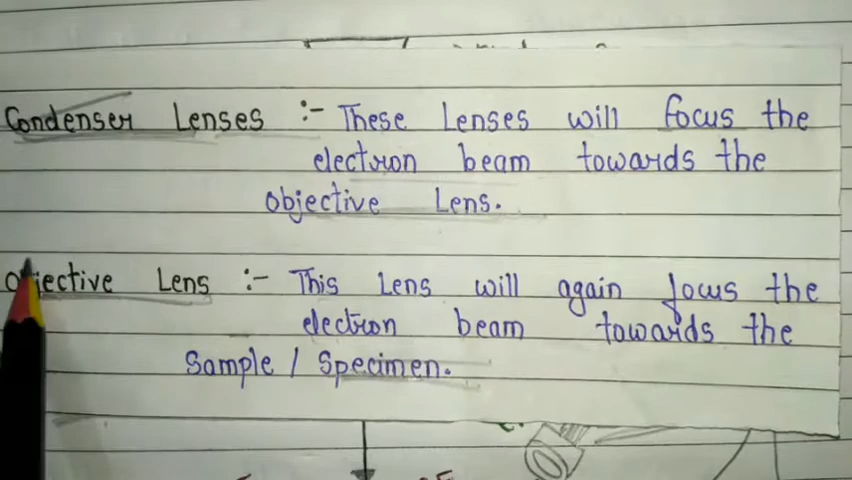 Condenser Lenses :- These Lenses will focus the
electron beam towards the
objective Lens.
Objective Lens :- This Lens will again focus the
electron beam towards the
Sample / Specimen.